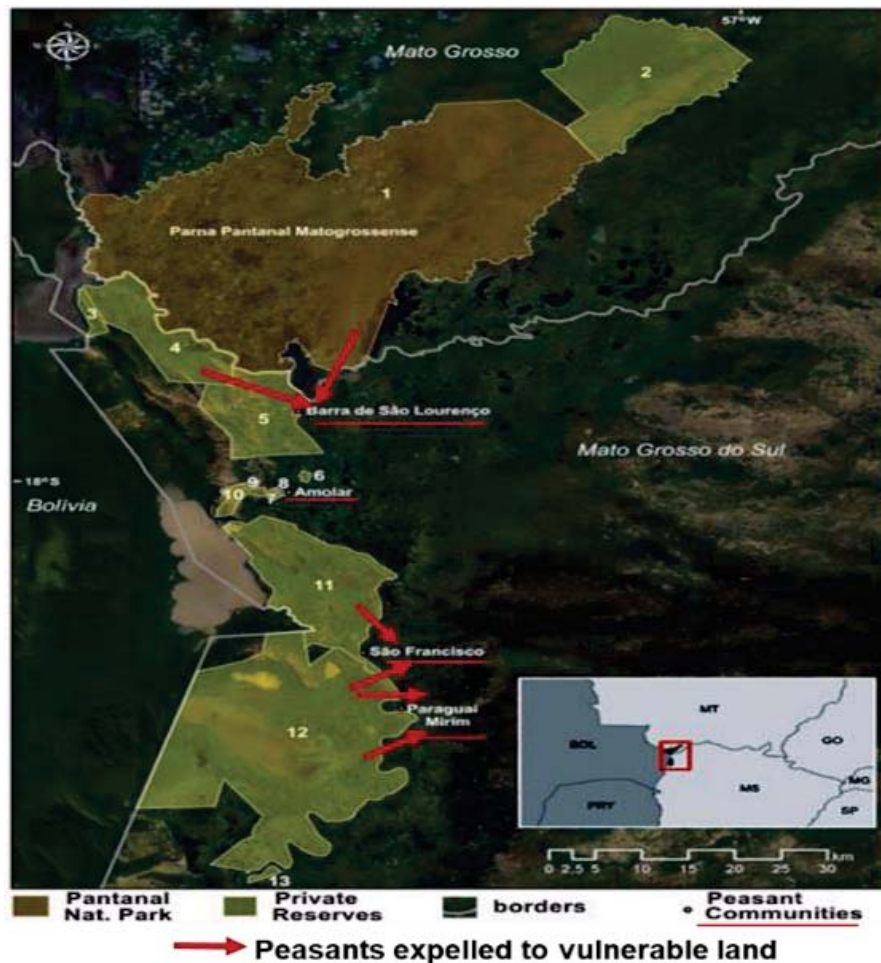 57ºW
Mato Grosso
2
1
Parna Pantanal Matogrossense
3
4
5
Barra de São Lourenço
Mato Grosso do Sul
18ºS
6
9
8
10
7
Amolar
Bolívia
11
São Francisco
Paraguai
Mirim
12
13
MT
BOL
GO
MS
MG
PRY
SP
0 2.5 5 10 15 20 25 30
km
Pantanal
Nat. Park
Private
Reserves
borders
Peasant
Communities
Peasants expelled to vulnerable land